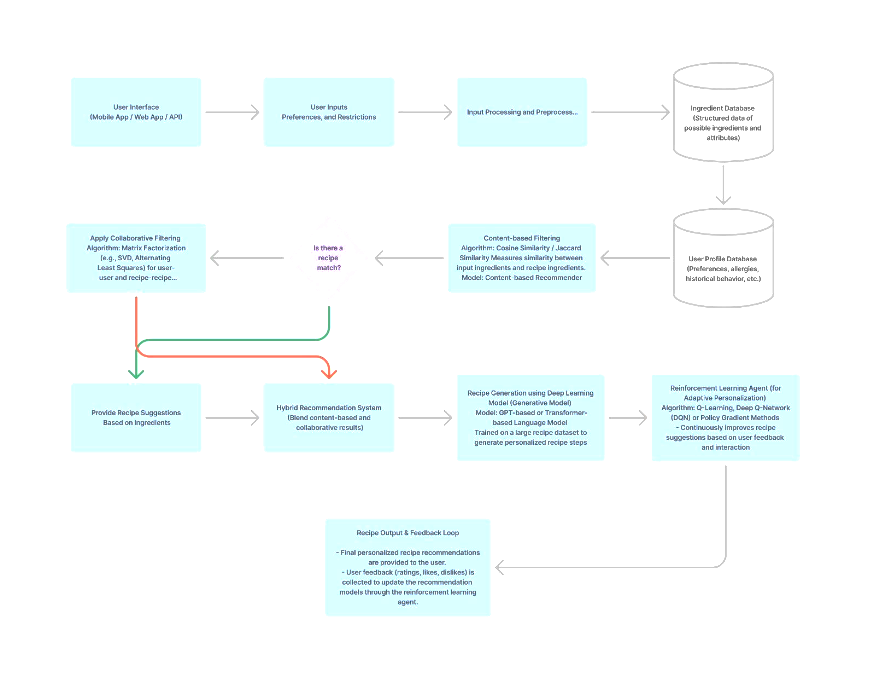 User Interface
(Mobile App / Web App / API)
User Inputs
Preferences, and Restrictions
Input Processing and Preprocess...
Ingredient Database
(Structured data of
possible ingredients and
attributes)
Apply Collaborative Filtering
Algorithm: Matrix Factorization
(e.g., SVD, Alternating
Least Squares) for user-
user and recipe-recipe...
Is there a
recipe
match?
Content-based Filtering
Algorithm: Cosine Similarity / Jaccard
Similarity Measures similarity between
input ingredients and recipe ingredients.
Model: Content-based Recommender
User Profile Database
(Preferences, allergies,
historical behavior, etc.)
Provide Recipe Suggestions
Based on Ingredients
Hybrid Recommendation System
(Blend content-based and
collaborative results)
Recipe Generation using Deep Learning
Model (Generative Model)
Model: GPT-based or Transformer-
based Language Model
Trained on a large recipe dataset to
generate personalized recipe steps
Reinforcement Learning Agent (for
Adaptive Personalization)
Algorithm: Q-Learning, Deep Q-Network
(DQN) or Policy Gradient Methods
- Continuously improves recipe
suggestions based on user feedback
and interaction
Recipe Output & Feedback Loop
- Final personalized recipe recommendations
are provided to the user.
- User feedback (ratings, likes, dislikes) is
collected to update the recommendation
models through the reinforcement learning
agent.